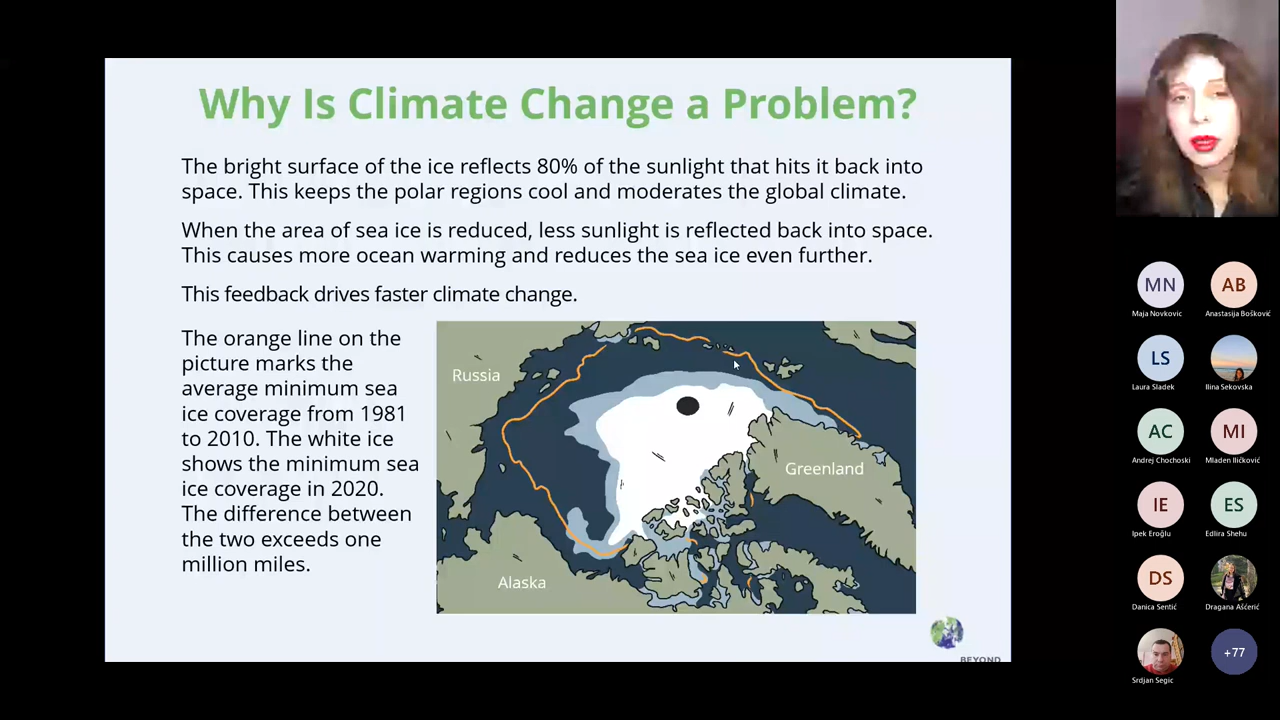 Why Is Climate Change a Problem?
The bright surface of the ice reflects 80% of the sunlight that hits it back into
space. This keeps the polar regions cool and moderates the global climate.
When the area of sea ice is reduced, less sunlight is reflected back into space.
This causes more ocean warming and reduces the sea ice even further.
This feedback drives faster climate change.
The orange line on the
picture marks the
average minimum sea
ice coverage from 1981
to 2010. The white ice
shows the minimum sea
ice coverage in 2020.
The difference between
the two exceeds one
million miles.
Russia
Greenland
Alaska
BEYOND
MN
AB
Maja Novkovic
Anastasija Bošković
LS
Laura Sladek
Ilina Sekovska
AC
MI
Andrej Chochoski
Mladen Iličković
IE
ES
Ipek Eroğlu
Edlira Shehu
DS
Danica Sentić
Dragana Ašćerić
+77
Srdjan Segic